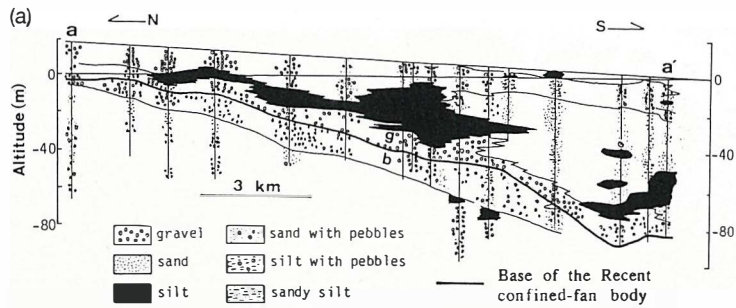 (a)
N
S
a
a'
0
-40
-80
Altitude (m)
0
-40
-80
g
b
3 km
gravel
sand with pebbles
sand
silt with pebbles
silt
sandy silt
Base of the Recent
confined-fan body